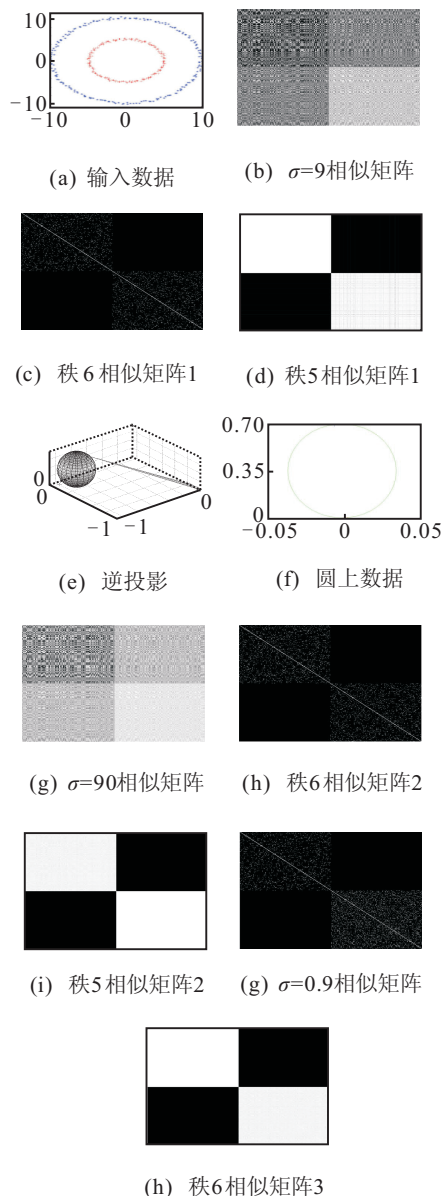 10
0
−10
−10 0 10
(a) 输入数据
(b) σ=9相似矩阵
(c) 秩6相似矩阵1
(d) 秩5相似矩阵1
0
0
−1 −1
0
(e) 逆投影
0.70
0.35
0
−0.05 0 0.05
(f) 圆上数据
(g) σ=90相似矩阵
(h) 秩6相似矩阵2
(i) 秩5相似矩阵2
(g) σ=0.9相似矩阵
(h) 秩6相似矩阵3